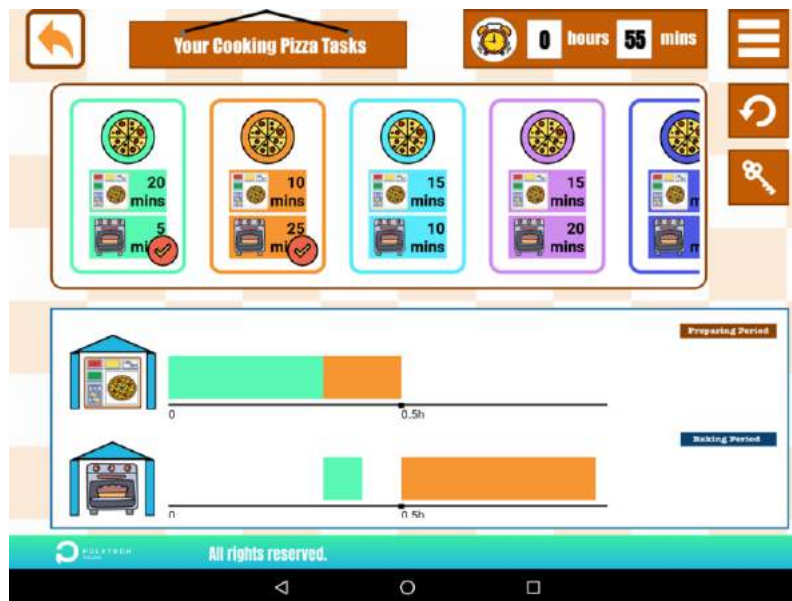 Your Cooking Pizza Tasks
0 hours 55 mins
20 mins
5
10 mins
25
15 mins
10 mins
15 mins
20 mins
Preparing Period
0 0.5h
Baking Period
0 0.5h
POLYTECH
All rights reserved.